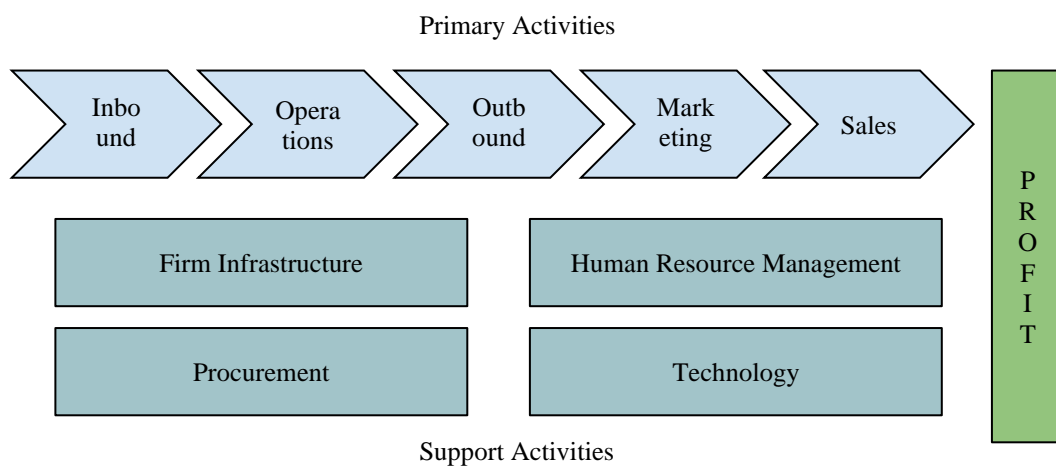 Primary Activities
Inbo
und
Opera
tions
Outb
ound
Mark
eting
Sales
P
R
O
F
I
T
Firm Infrastructure
Human Resource Management
Procurement
Technology
Support Activities